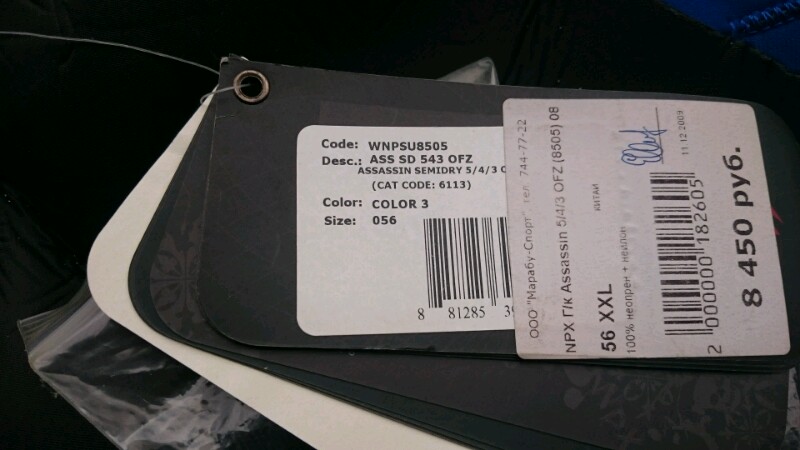 Code: WNPSU8505
Desc.: ASS SD 543 OFZ
ASSASSIN SEMIDRY 5/4/3 O
(CAT CODE: 6113)
Color: COLOR 3
Size: 056
8 81285 39
ООО "Марабу-Спорт" тел 744-77-22
NPX Г/к Assassin 5/4/3 OFZ (8505) 08
56 XXL
КИТАЙ
100% неопрен + нейлон
11.12.2009
2 000000 182605
8 450 руб.